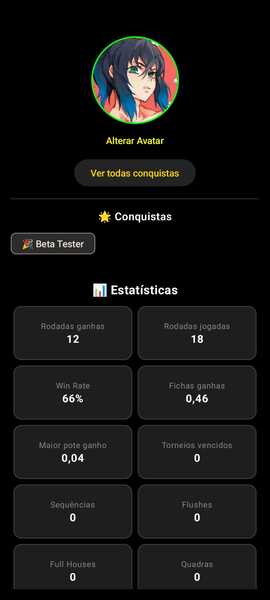 Alterar Avatar
Ver todas conquistas
🌟 Conquistas
🎉 Beta Tester
📊 Estatísticas
Rodadas ganhas
12
Rodadas jogadas
18
Win Rate
66%
Fichas ganhas
0,46
Maior pote ganho
0,04
Torneios vencidos
0
Sequências
0
Flushes
0
Full Houses
0
Quadras
0